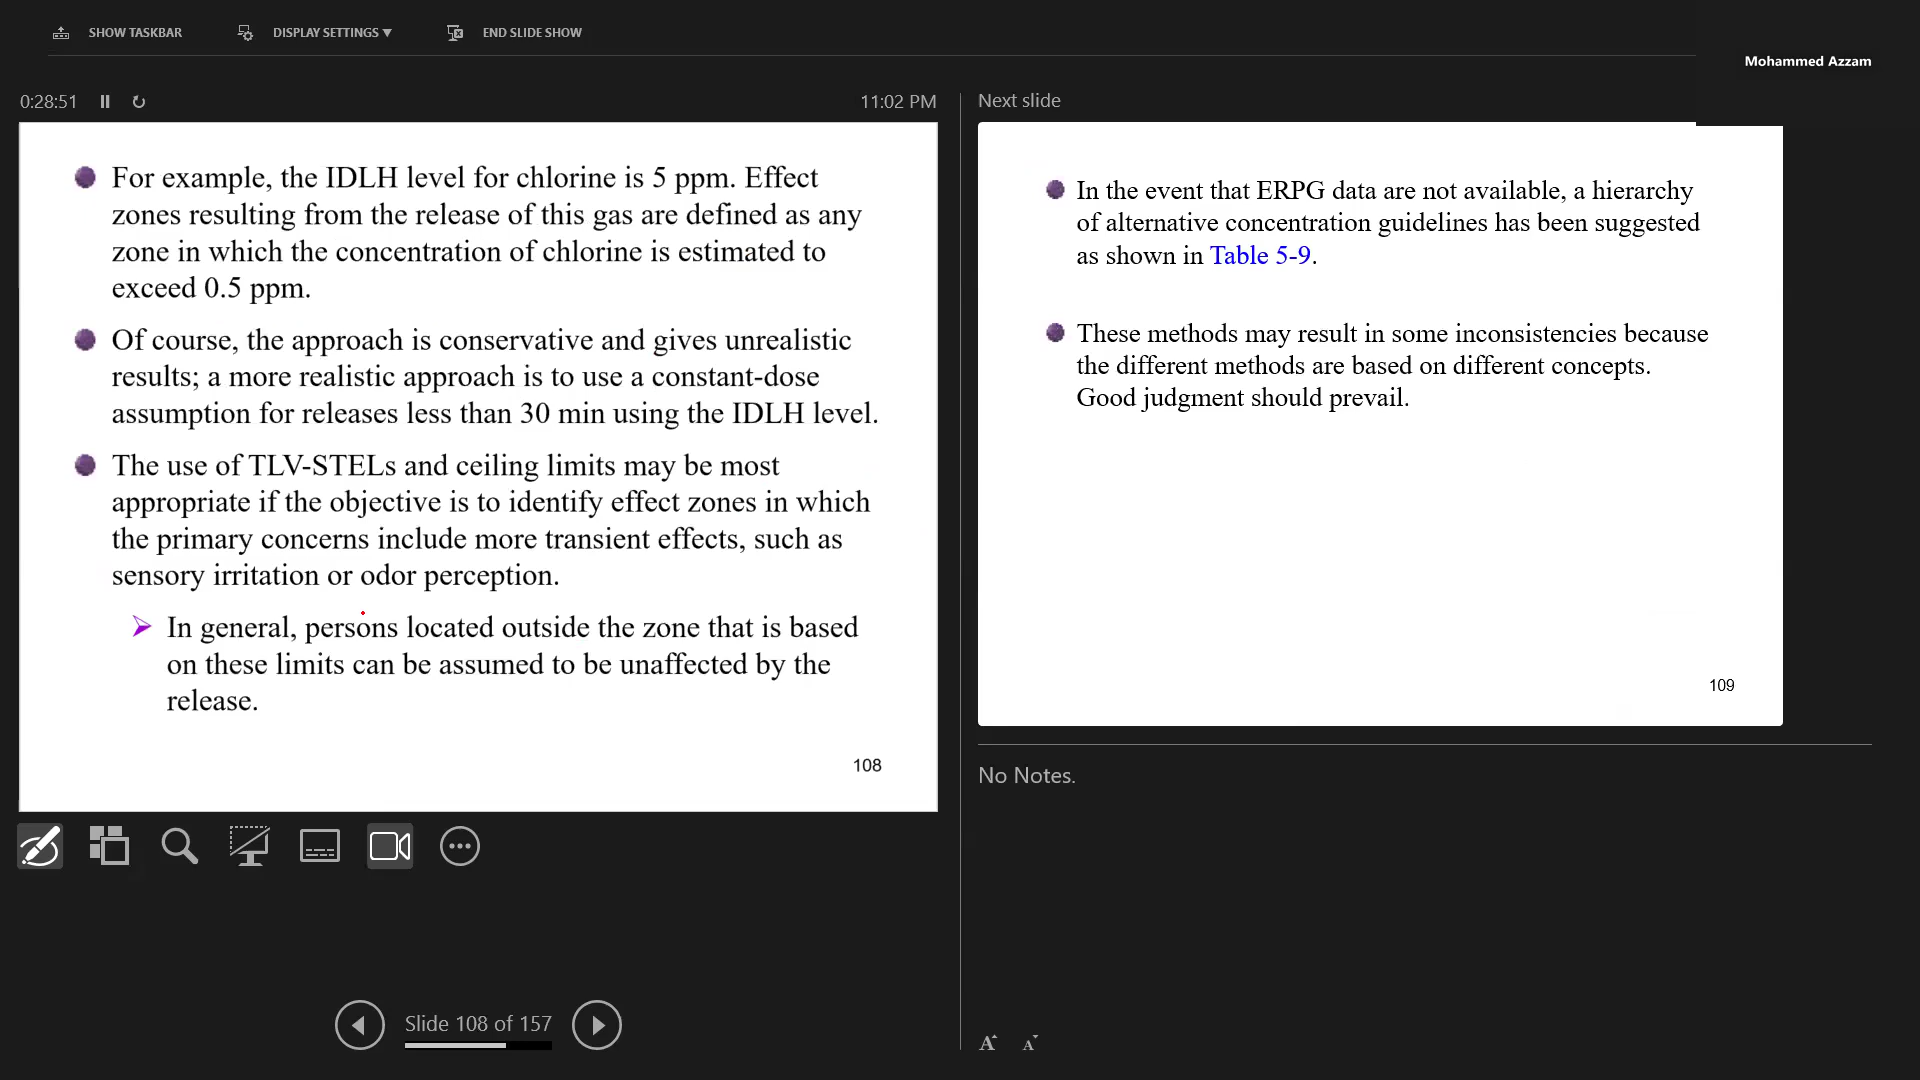 SHOW TASKBAR
DISPLAY SETTINGS ▼
END SLIDE SHOW
Mohammed Azzam
0:28:51
11:02 PM
For example, the IDLH level for chlorine is 5 ppm. Effect
zones resulting from the release of this gas are defined as any
zone in which the concentration of chlorine is estimated to
exceed 0.5 ppm.
Of course, the approach is conservative and gives unrealistic
results; a more realistic approach is to use a constant-dose
assumption for releases less than 30 min using the IDLH level.
The use of TLV-STELs and ceiling limits may be most
appropriate if the objective is to identify effect zones in which
the primary concerns include more transient effects, such as
sensory irritation or odor perception.
In general, persons located outside the zone that is based
on these limits can be assumed to be unaffected by the
release.
108
Slide 108 of 157
Next slide
In the event that ERPG data are not available, a hierarchy
of alternative concentration guidelines has been suggested
as shown in Table 5-9.
These methods may result in some inconsistencies because
the different methods are based on different concepts.
Good judgment should prevail.
109
No Notes.
A A